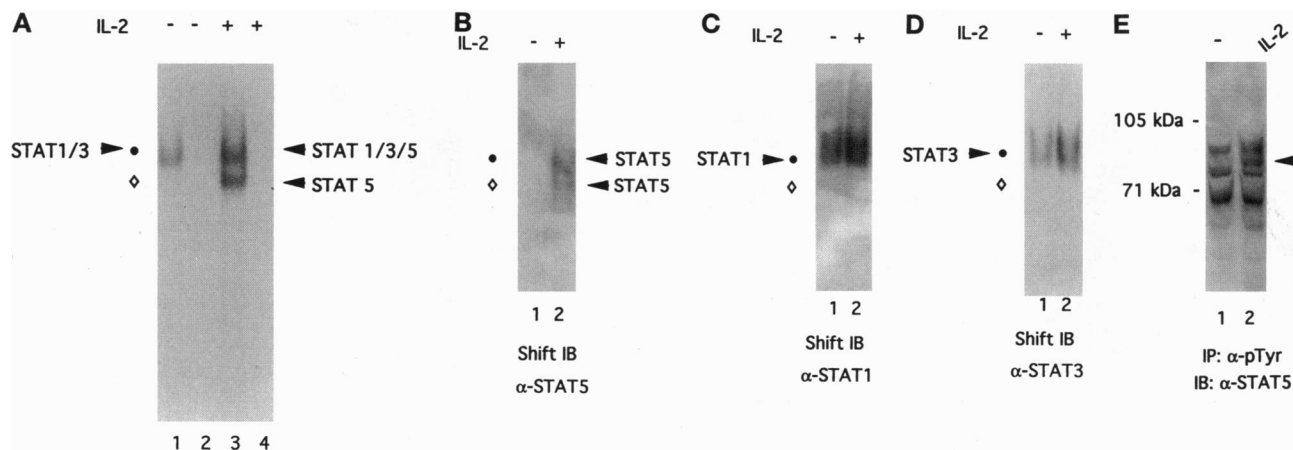 A IL-2 - - + +
STAT1/3
STAT 1/3/5
STAT 5
1 2 3 4
B
IL-2 - +
STAT5
STAT5
1 2
Shift IB
α-STAT5
C
IL-2 - +
STAT1
1 2
Shift IB
α-STAT1
D
IL-2 - +
STAT3
1 2
Shift IB
α-STAT3
E
- IL-2
105 kDa -
71 kDa -
1 2
IP: α-pTyr
IB: α-STAT5